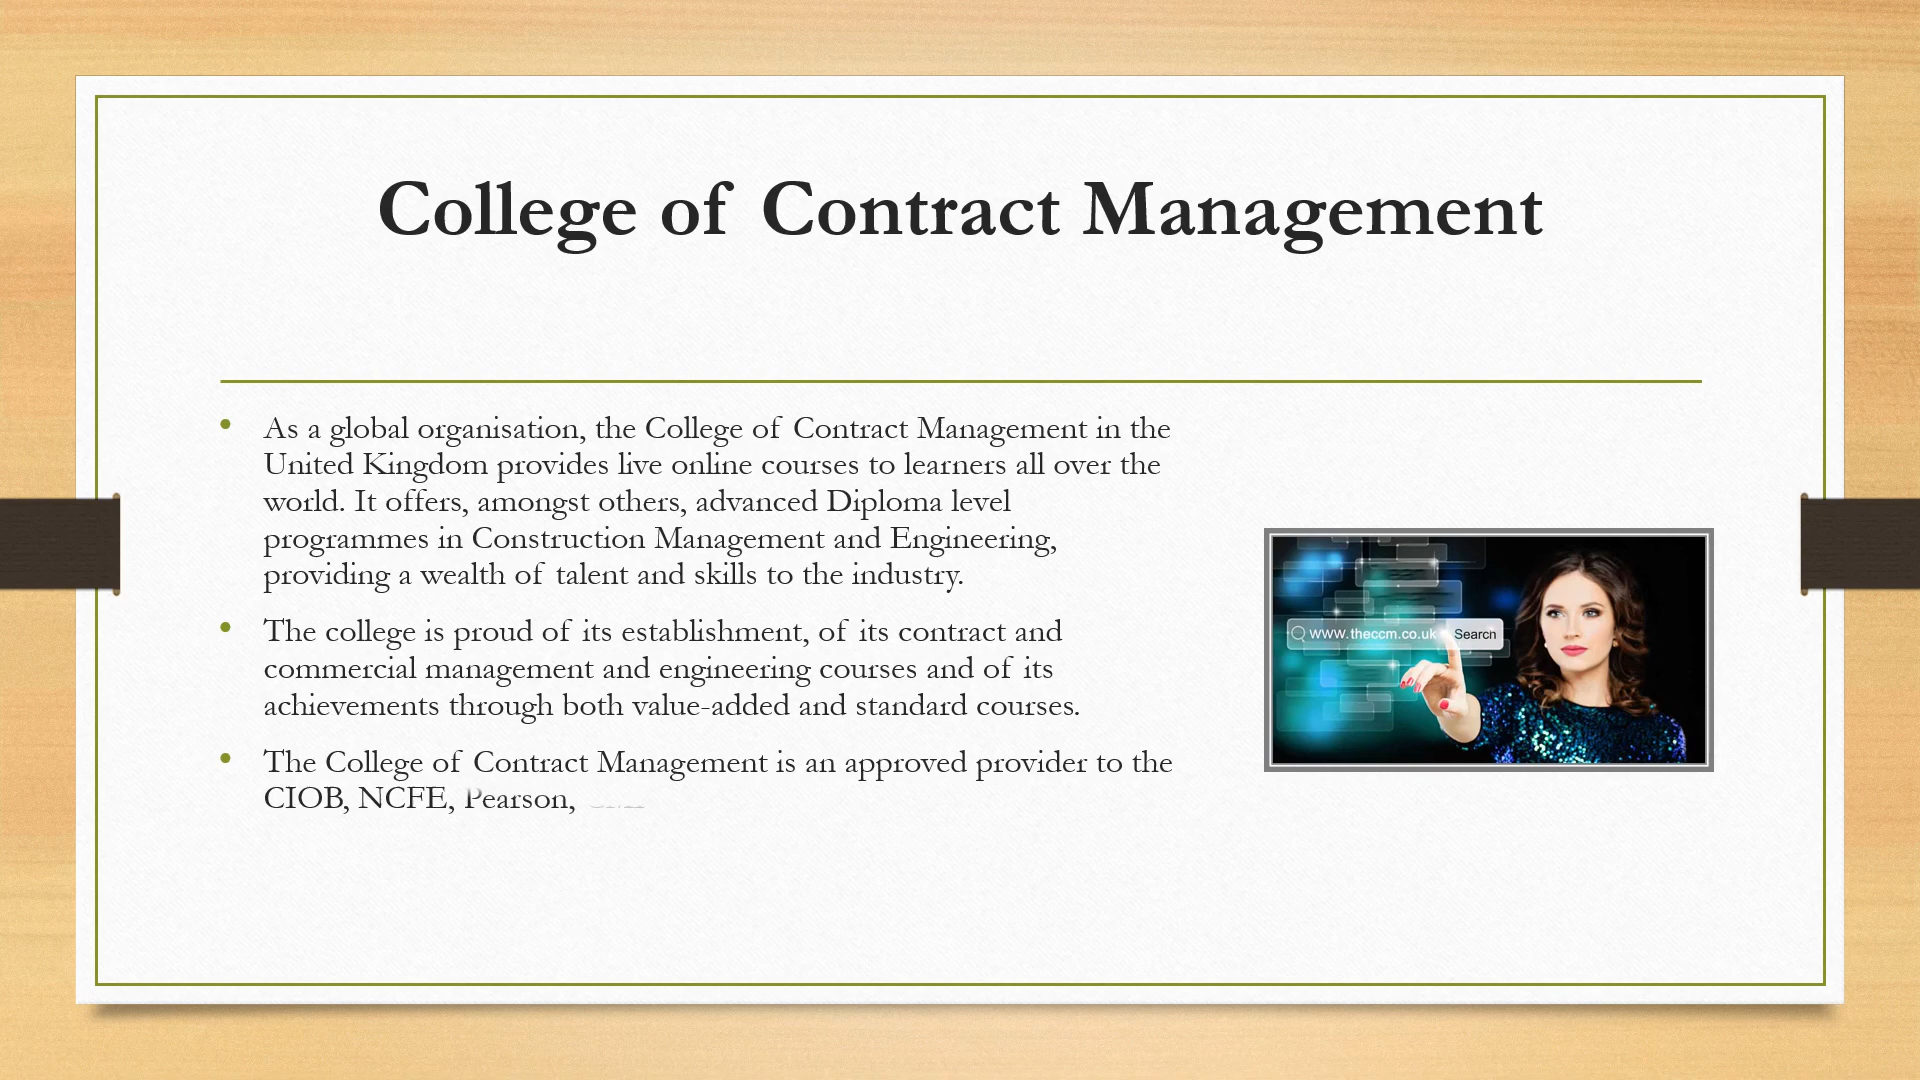 College of Contract Management
• As a global organisation, the College of Contract Management in the
United Kingdom provides live online courses to learners all over the
world. It offers, amongst others, advanced Diploma level
programmes in Construction Management and Engineering,
providing a wealth of talent and skills to the industry.
• The college is proud of its establishment, of its contract and
commercial management and engineering courses and of its
achievements through both value-added and standard courses.
• The College of Contract Management is an approved provider to the
CIOB, NCFE, Pearson,
www.theccm.co.uk Search